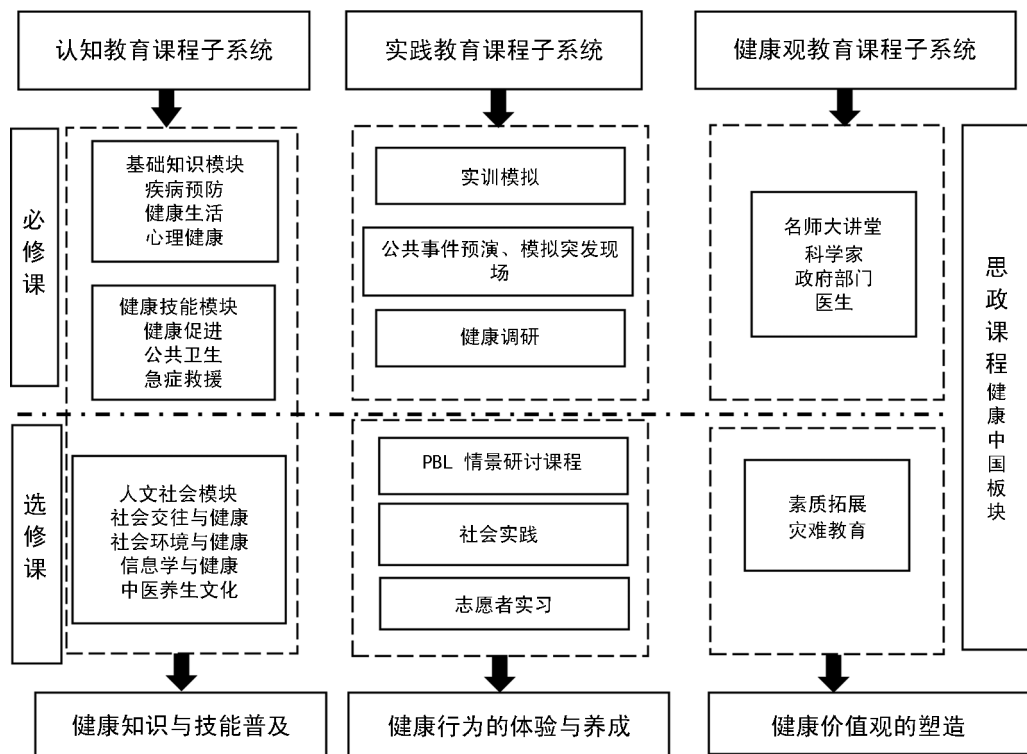 认知教育课程子系统
实践教育课程子系统
健康观教育课程子系统
必修课
基础知识模块
疾病预防
健康生活
心理健康
健康技能模块
健康促进
公共卫生
急症救援
实训模拟
公共事件预演、模拟突发现
场
健康调研
名师大讲堂
科学家
政府部门
医生
思政课程健康中国板块
选修课
人文社会模块
社会交往与健康
社会环境与健康
信息学与健康
中医养生文化
PBL 情景研讨课程
社会实践
志愿者实习
素质拓展
灾难教育
健康知识与技能普及
健康行为的体验与养成
健康价值观的塑造